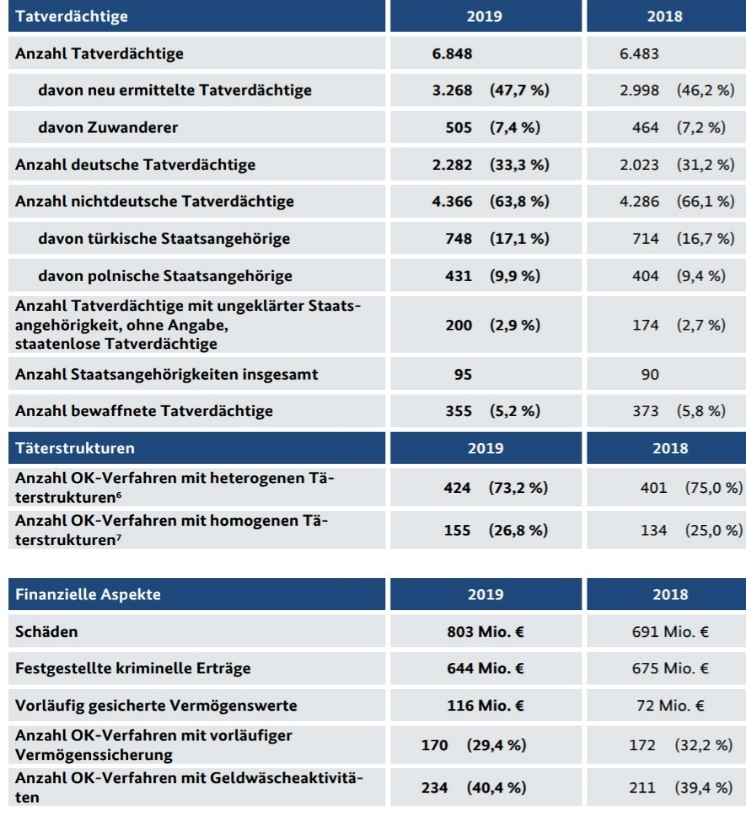 Tatverdächtige 2019 2018
Anzahl Tatverdächtige 6.848 6.483
davon neu ermittelte Tatverdächtige 3.268 (47,7 %) 2.998 (46,2 %)
davon Zuwanderer 505 (7,4 %) 464 (7,2 %)
Anzahl deutsche Tatverdächtige 2.282 (33,3 %) 2.023 (31,2 %)
Anzahl nichtdeutsche Tatverdächtige 4.366 (63,8 %) 4.286 (66,1 %)
davon türkische Staatsangehörige 748 (17,1 %) 714 (16,7 %)
davon polnische Staatsangehörige 431 (9,9 %) 404 (9,4 %)
Anzahl Tatverdächtige mit ungeklärter Staats-
angehörigkeit, ohne Angabe, 200 (2,9 %) 174 (2,7 %)
staatenlose Tatverdächtige
Anzahl Staatsangehörigkeiten insgesamt 95 90
Anzahl bewaffnete Tatverdächtige 355 (5,2 %) 373 (5,8 %)
Täterstrukturen 2019 2018
Anzahl OK-Verfahren mit heterogenen Tä-
terstrukturen⁶ 424 (73,2 %) 401 (75,0 %)
Anzahl OK-Verfahren mit homogenen Tä-
terstrukturen⁷ 155 (26,8 %) 134 (25,0 %)
Finanzielle Aspekte 2019 2018
Schäden 803 Mio. € 691 Mio. €
Festgestellte kriminelle Erträge 644 Mio. € 675 Mio. €
Vorläufig gesicherte Vermögenswerte 116 Mio. € 72 Mio. €
Anzahl OK-Verfahren mit vorläufiger
Vermögenssicherung 170 (29,4 %) 172 (32,2 %)
Anzahl OK-Verfahren mit Geldwäscheaktivitä-
ten 234 (40,4 %) 211 (39,4 %)